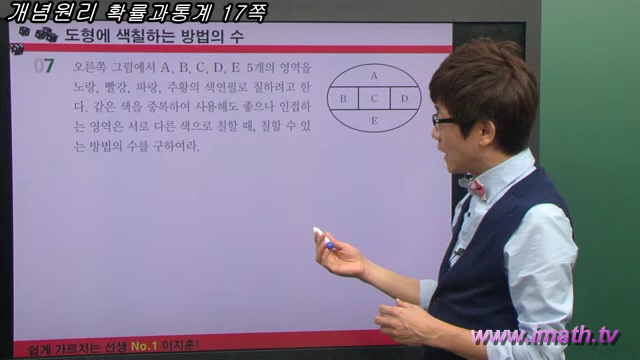 개념원리 확률과통계 17쪽
도형에 색칠하는 방법의 수
07 오른쪽 그림에서 A, B, C, D, E 5개의 영역을
노랑, 빨강, 파랑, 주황의 색연필로 칠하려고 한
다. 같은 색을 중복하여 사용해도 좋으나 인접하
는 영역은 서로 다른 색으로 칠할 때, 칠할 수 있
는 방법의 수를 구하여라.
A
B C D
E
쉽게 가르치는 선생 No.1 이지훈!
www.imath.tv